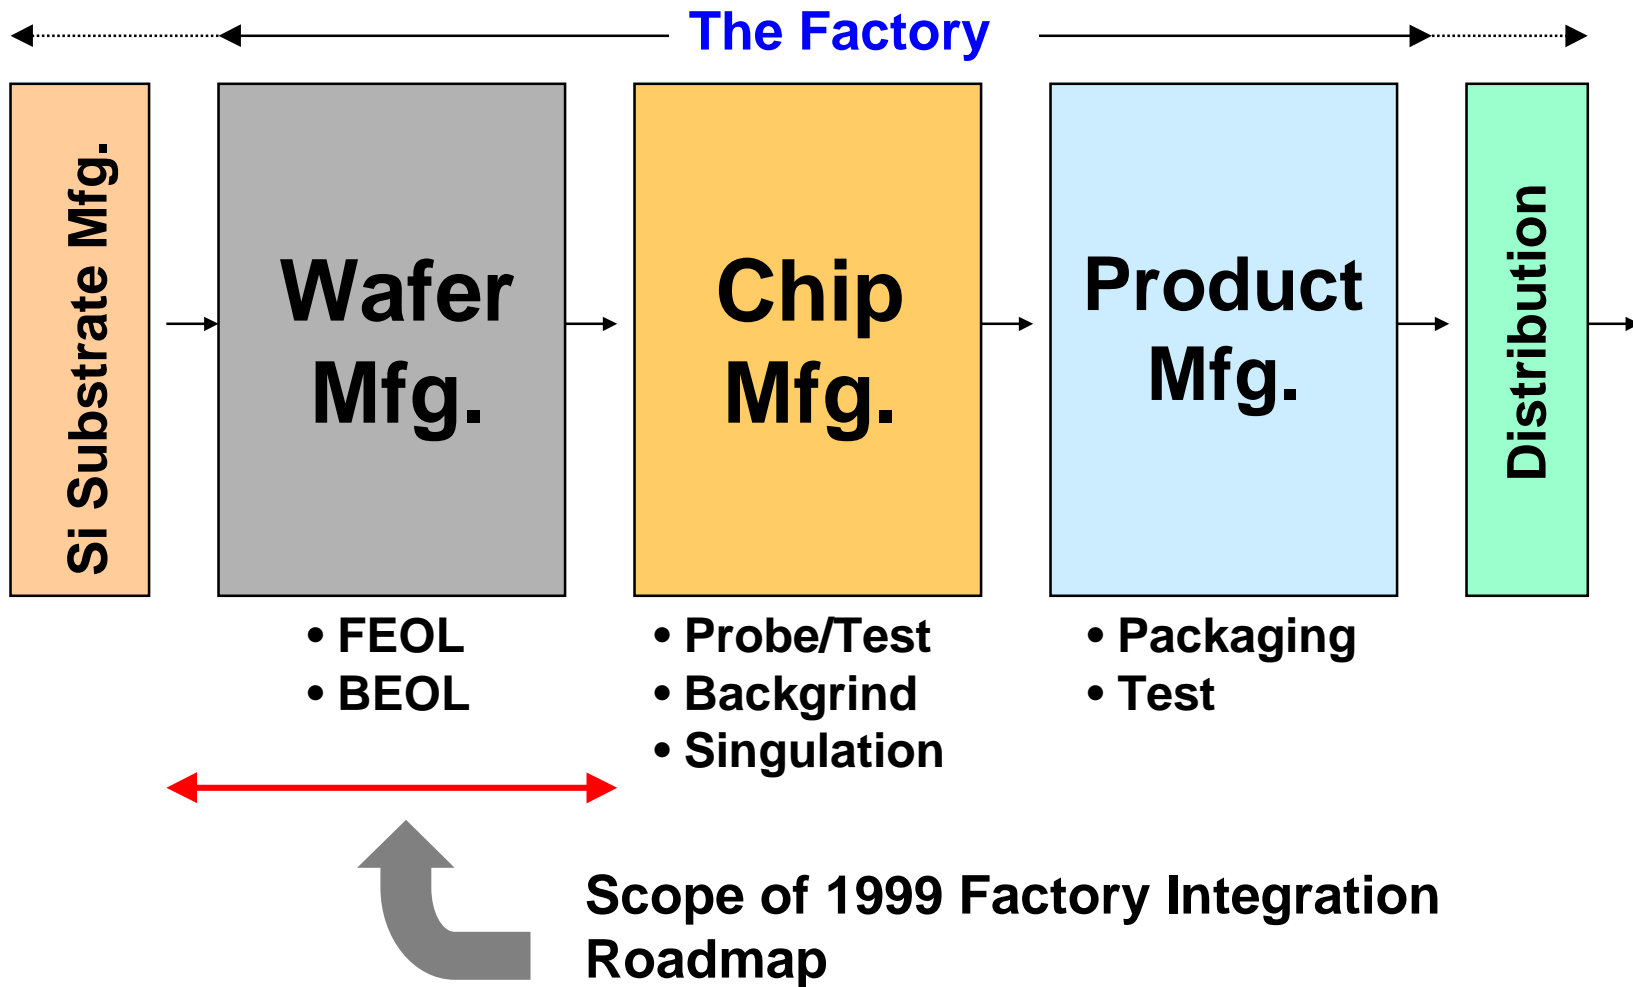 The Factory
Si Substrate Mfg.
Wafer
Mfg.
Chip
Mfg.
Product
Mfg.
Distribution
• FEOL
• BEOL
• Probe/Test
• Backgrind
• Singulation
• Packaging
• Test
Scope of 1999 Factory Integration
Roadmap